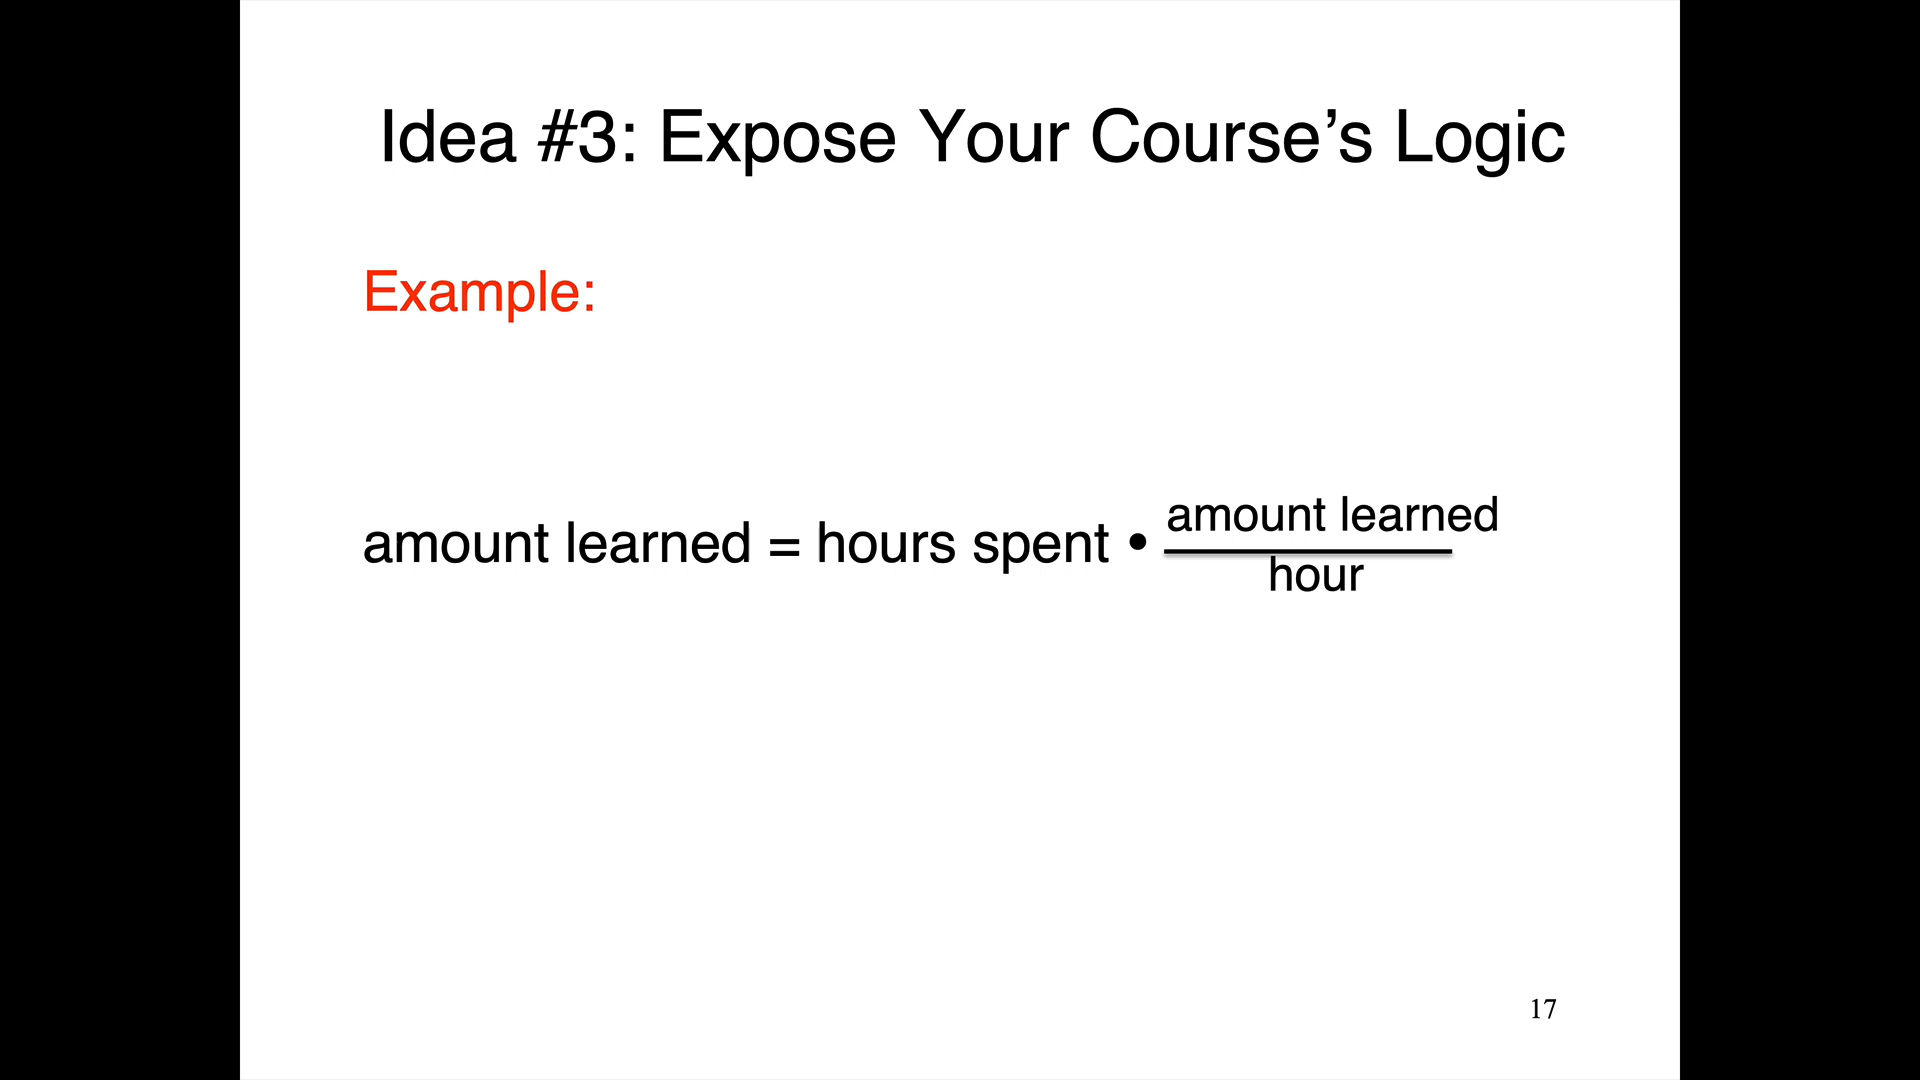 Idea #3: Expose Your Course’s Logic
Example:
amount learned = hours spent • amount learned
hour
17